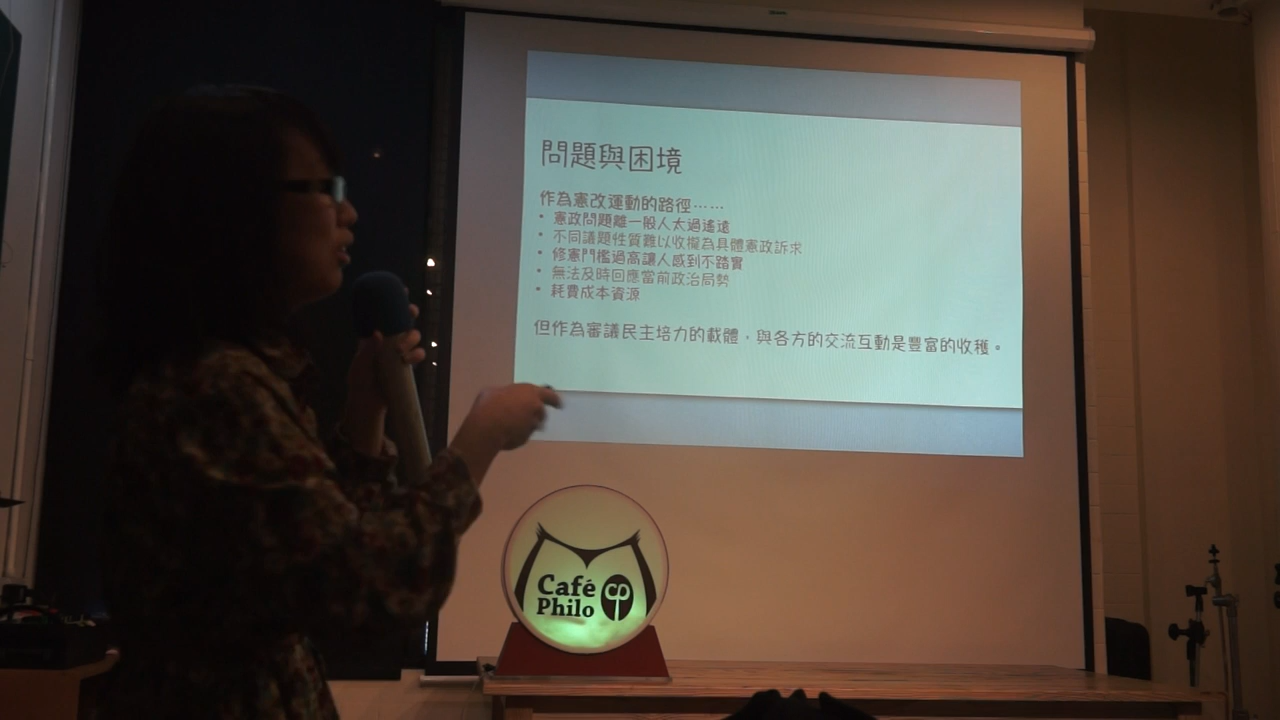 問題與困境
作為憲改運動的路徑……
• 憲政問題離一般人太過遙遠
• 不同議題性質難以收攏為具體憲政訴求
• 修憲門檻過高讓人感到不踏實
• 無法及時回應當前政治局勢
• 耗費成本資源
但作為審議民主培力的載體，與各方的交流互動是豐富的收穫。
Café
Philo